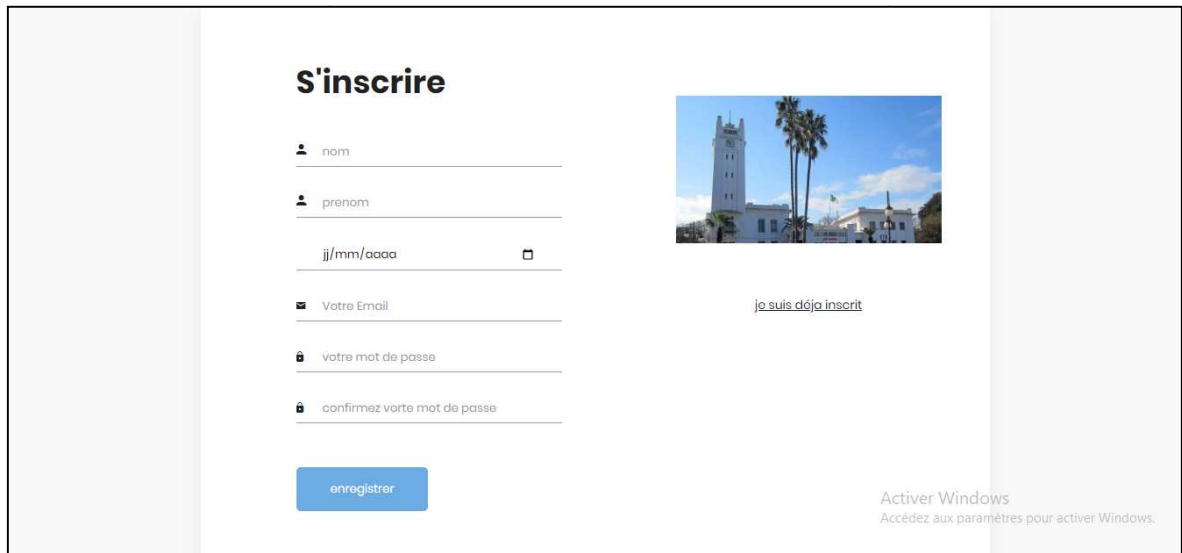 S'inscrire
nom
prenom
jj/mm/aaaa
Votre Email
votre mot de passe
confirmez vorte mot de passe
enregistrer
je suis déja inscrit
Activer Windows
Accédez aux paramètres pour activer Windows.